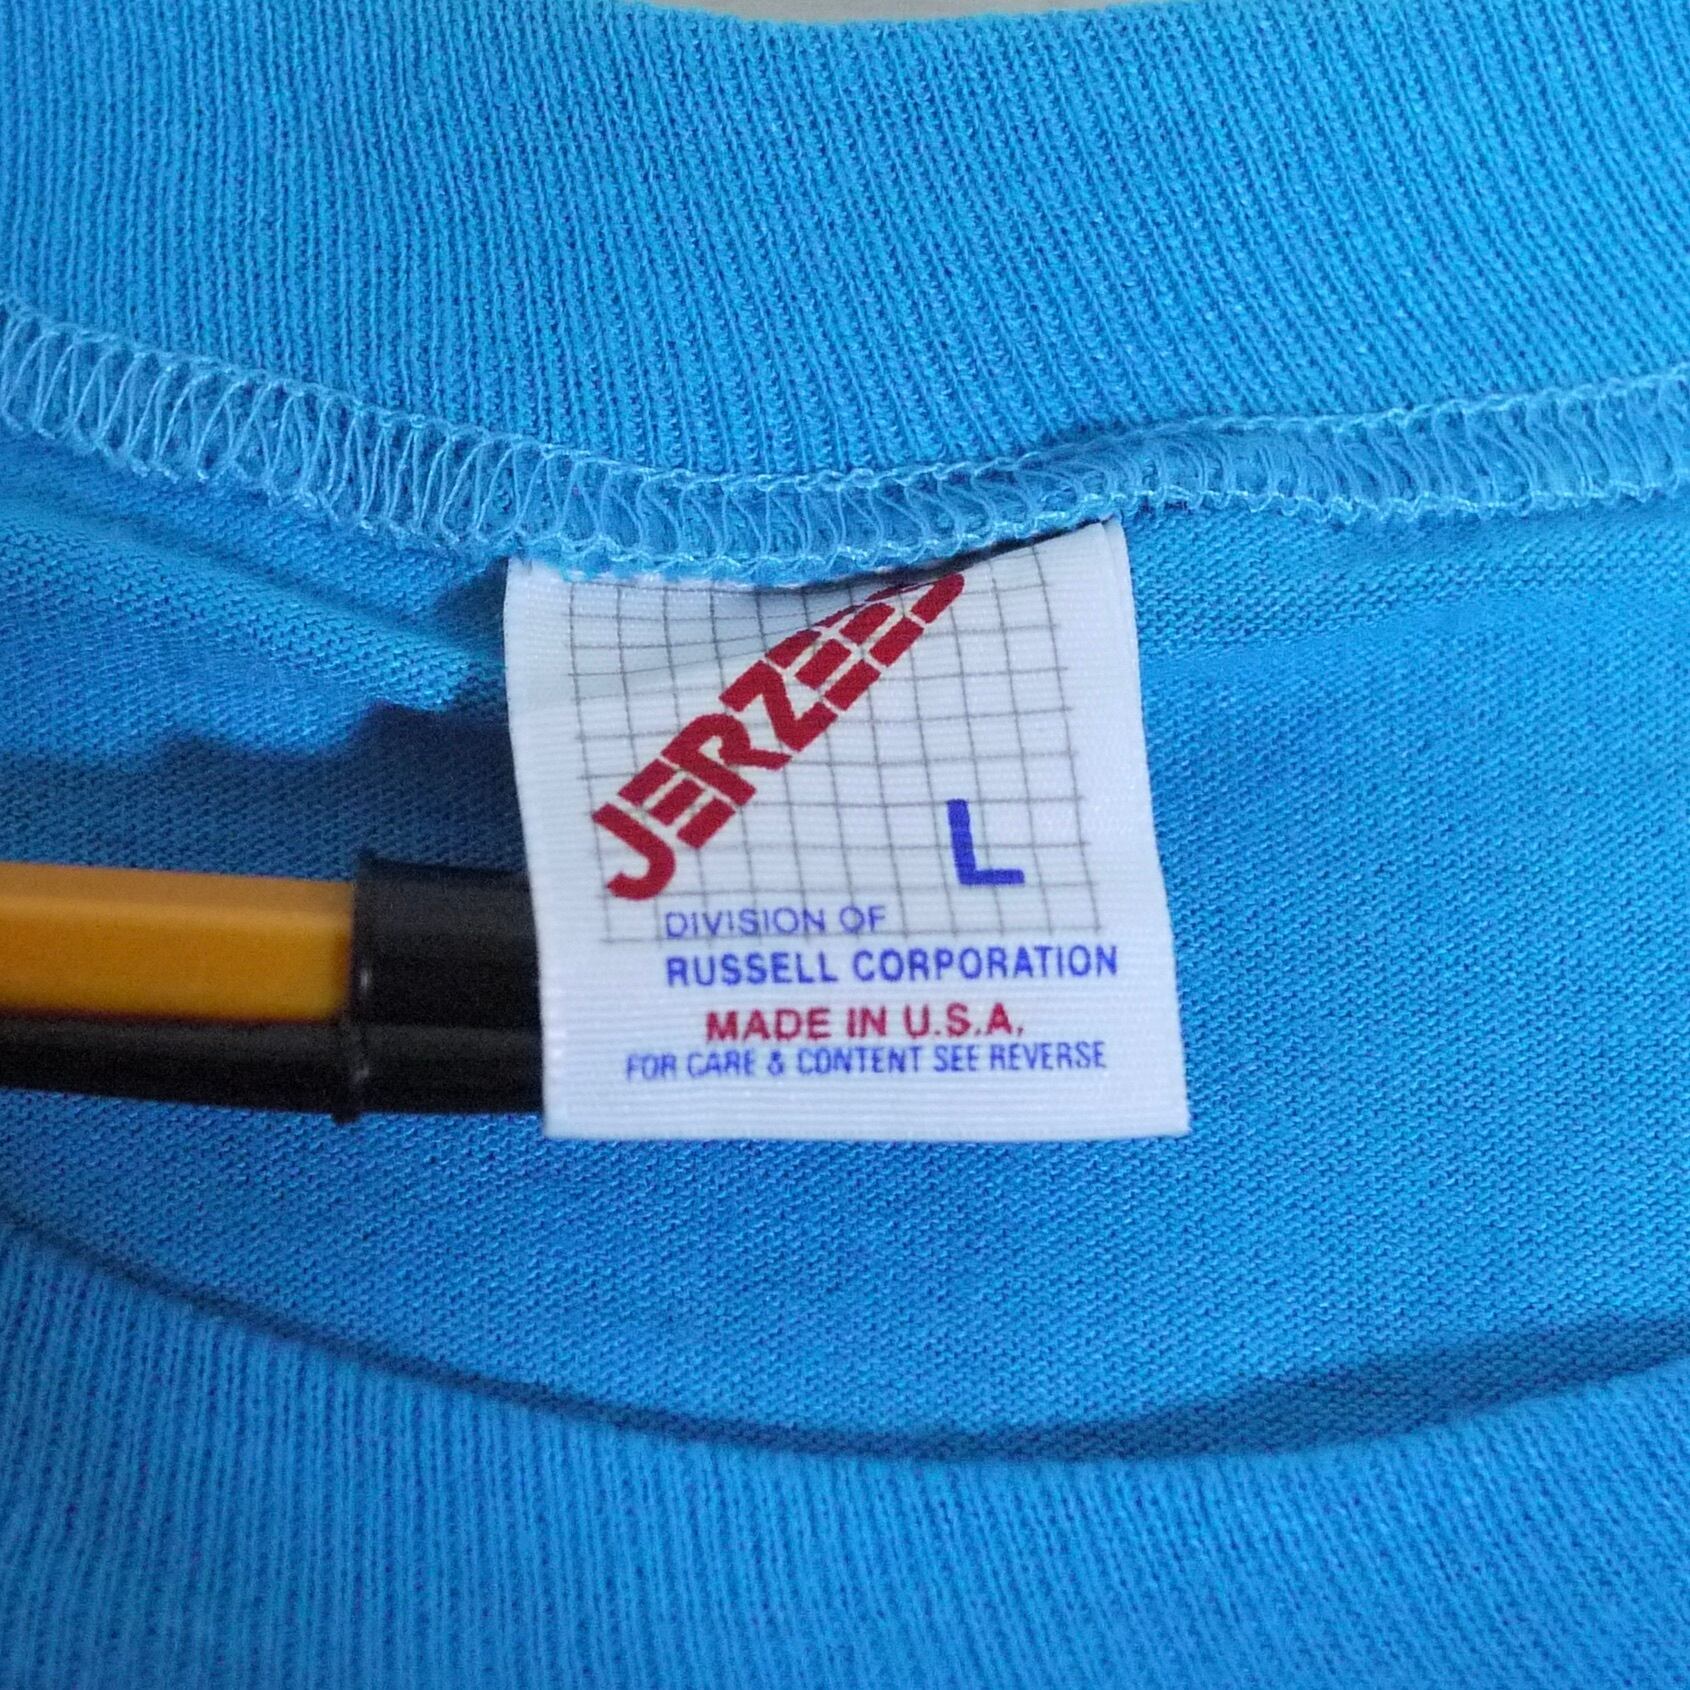 JERZEES
L
DIVISION OF
RUSSELL CORPORATION
MADE IN U.S.A.
FOR CARE & CONTENT SEE REVERSE